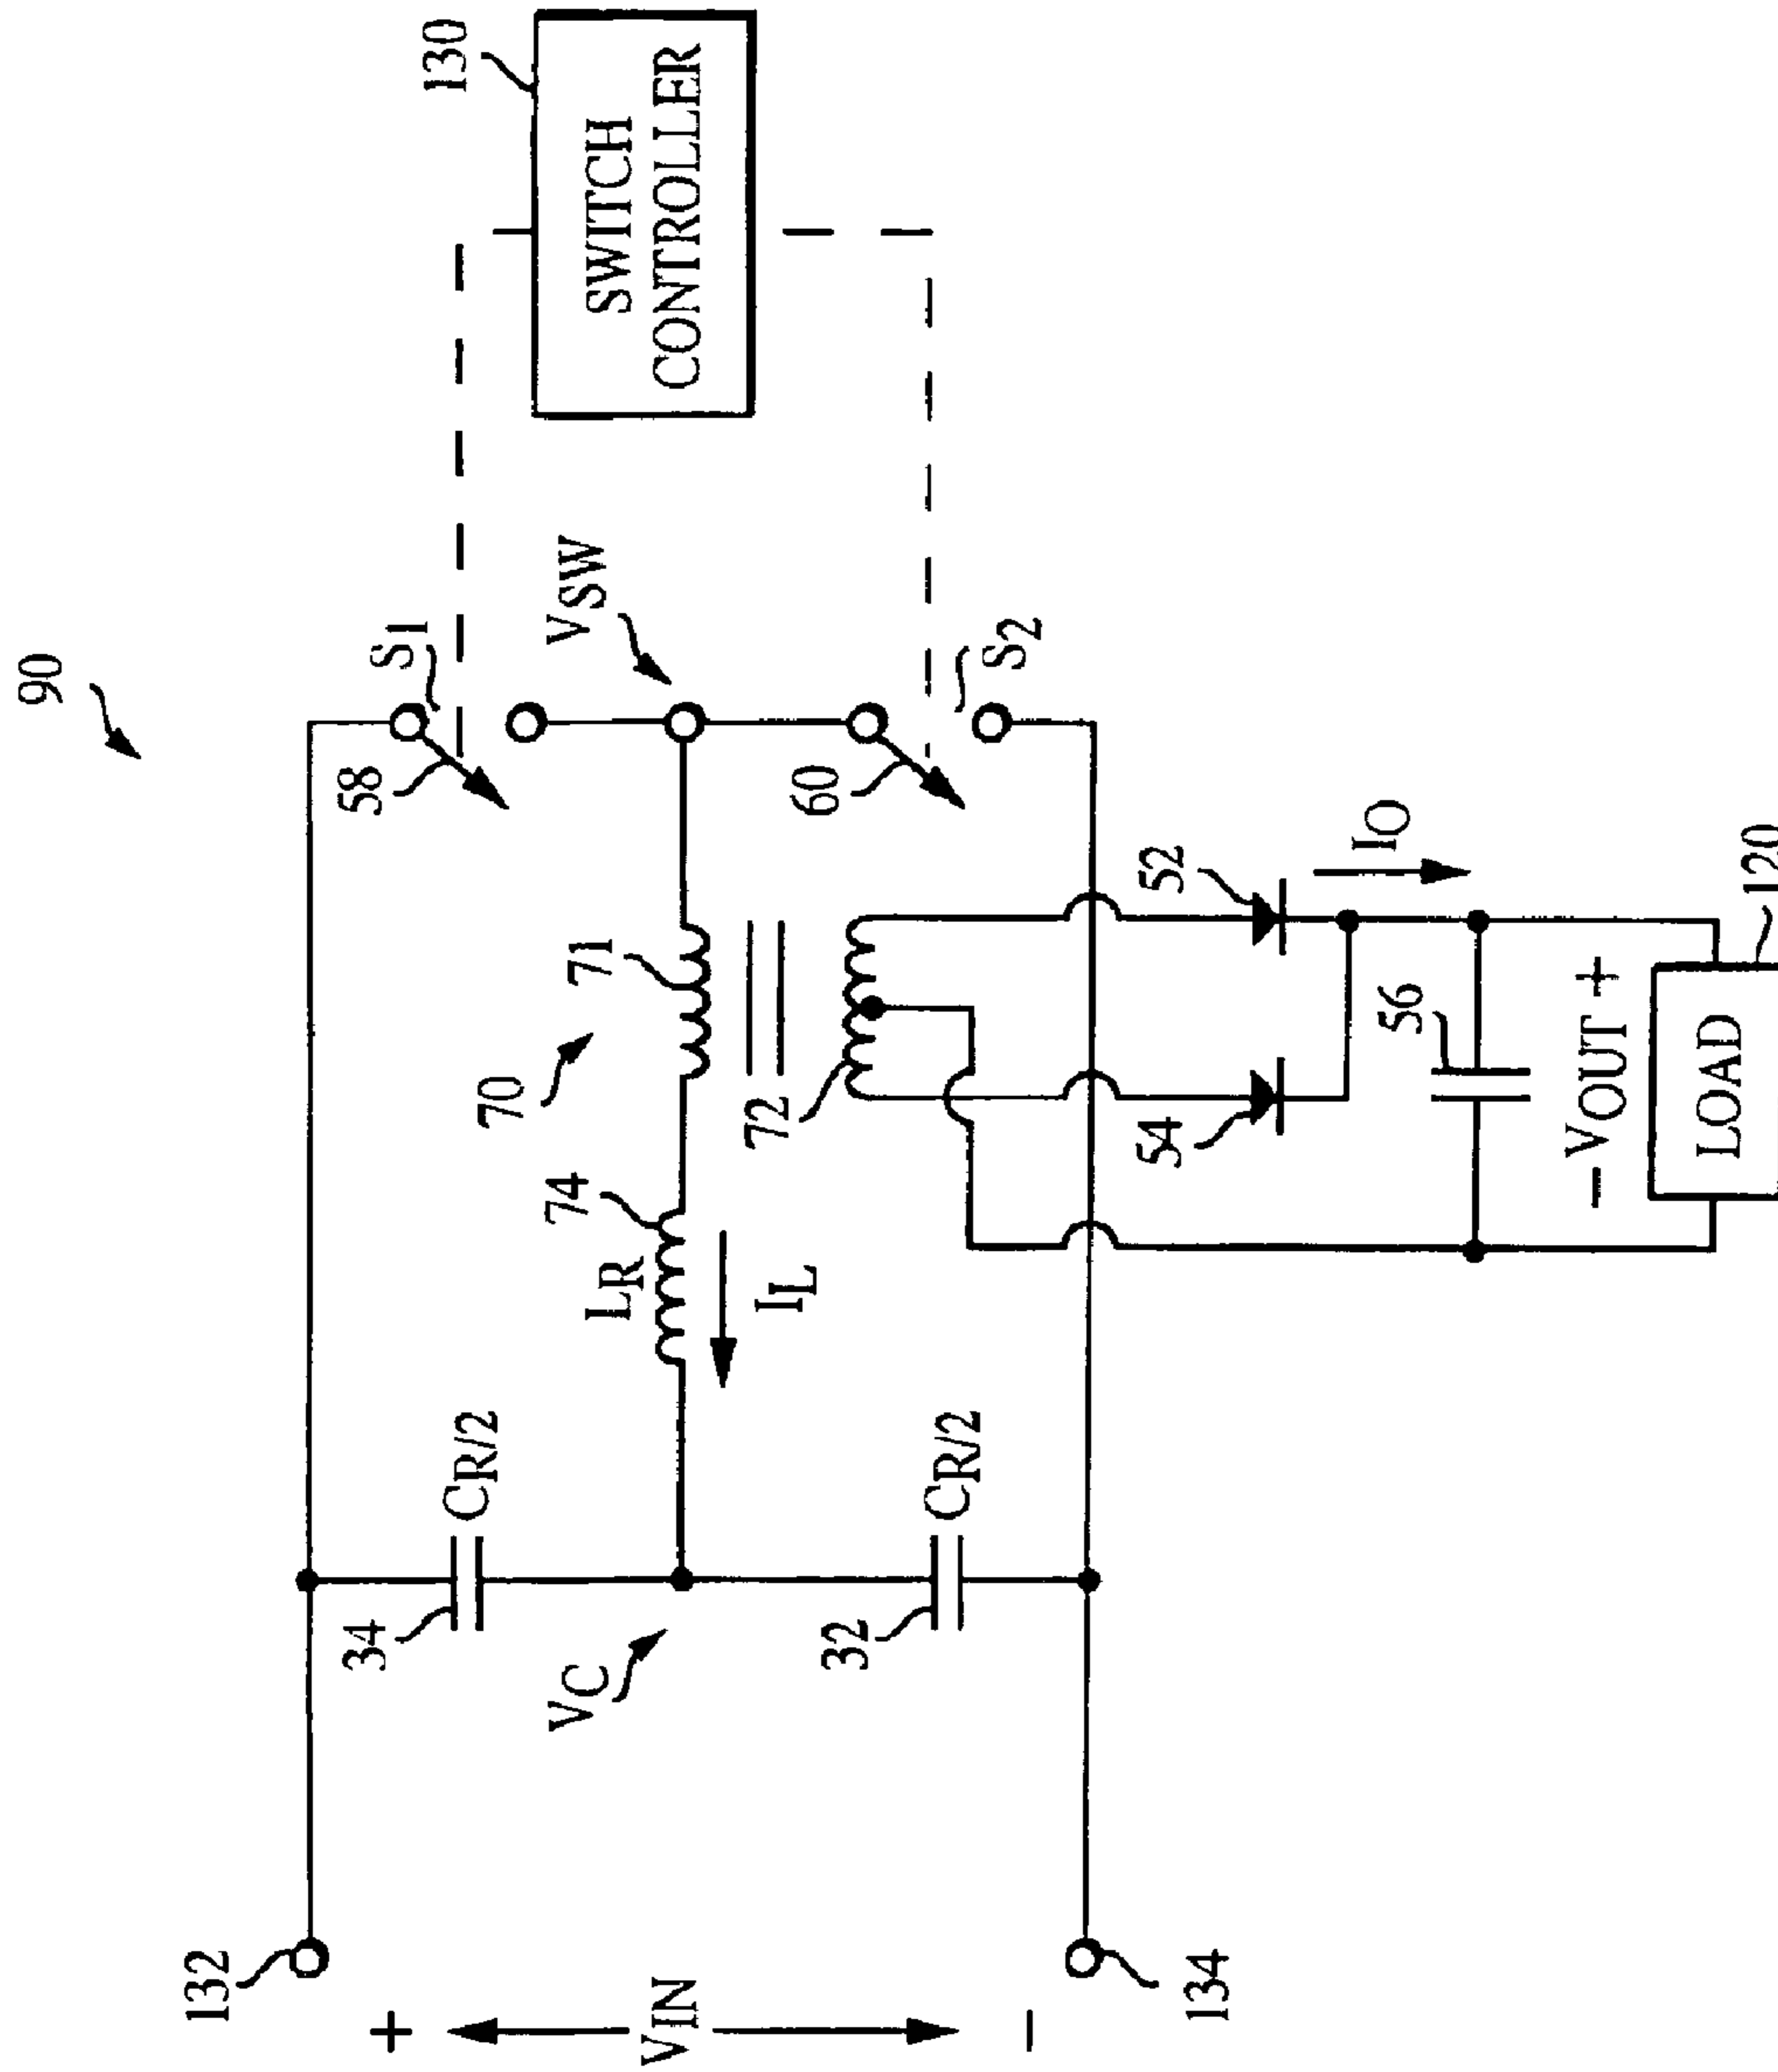 90
132
+
VIN
-
134
34
CR/2
VC
32
CR/2
LR
74
IL
70
71
72
58
S1
VSW
60
S2
130
SWITCH
CONTROLLER
54
52
IO
56
- VOUT +
LOAD
120